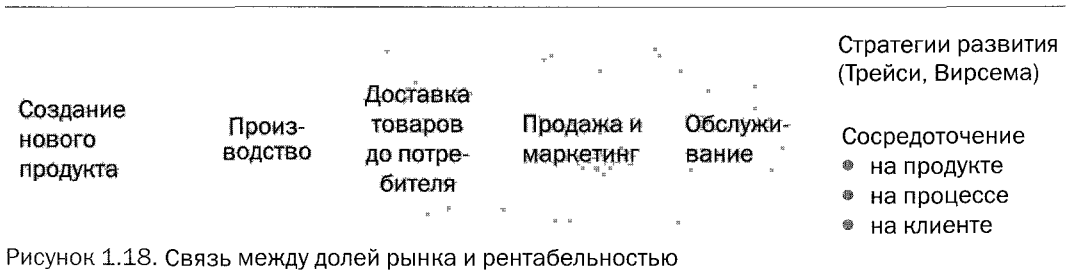 Создание
нового
продукта
Произ-
водство
Доставка
товаров
до потре-
бителя
Продажа и
маркетинг
Обслужи-
вание
Стратегии развития
(Трейси, Вирсема)
Сосредоточение
• на продукте
• на процессе
• на клиенте
Рисунок 1.18. Связь между долей рынка и рентабельностью